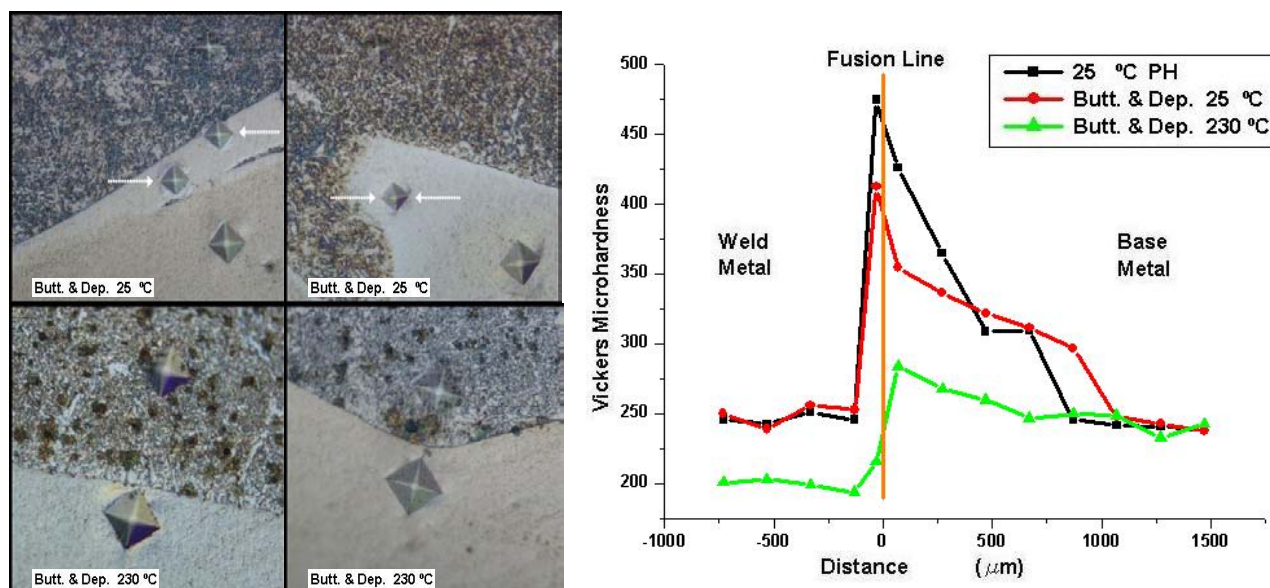 Butt. & Dep. 25 ºC
Butt. & Dep. 25 ºC
Butt. & Dep. 230 ºC
Butt. & Dep. 230 ºC
Fusion Line
25 ºC PH
Butt. & Dep. 25 ºC
Butt. & Dep. 230 ºC
Vickers Microhardness
500
450
400
350
300
250
200
Weld
Metal
Base
Metal
-1000 -500 0 500 1000 1500
Distance (μm)